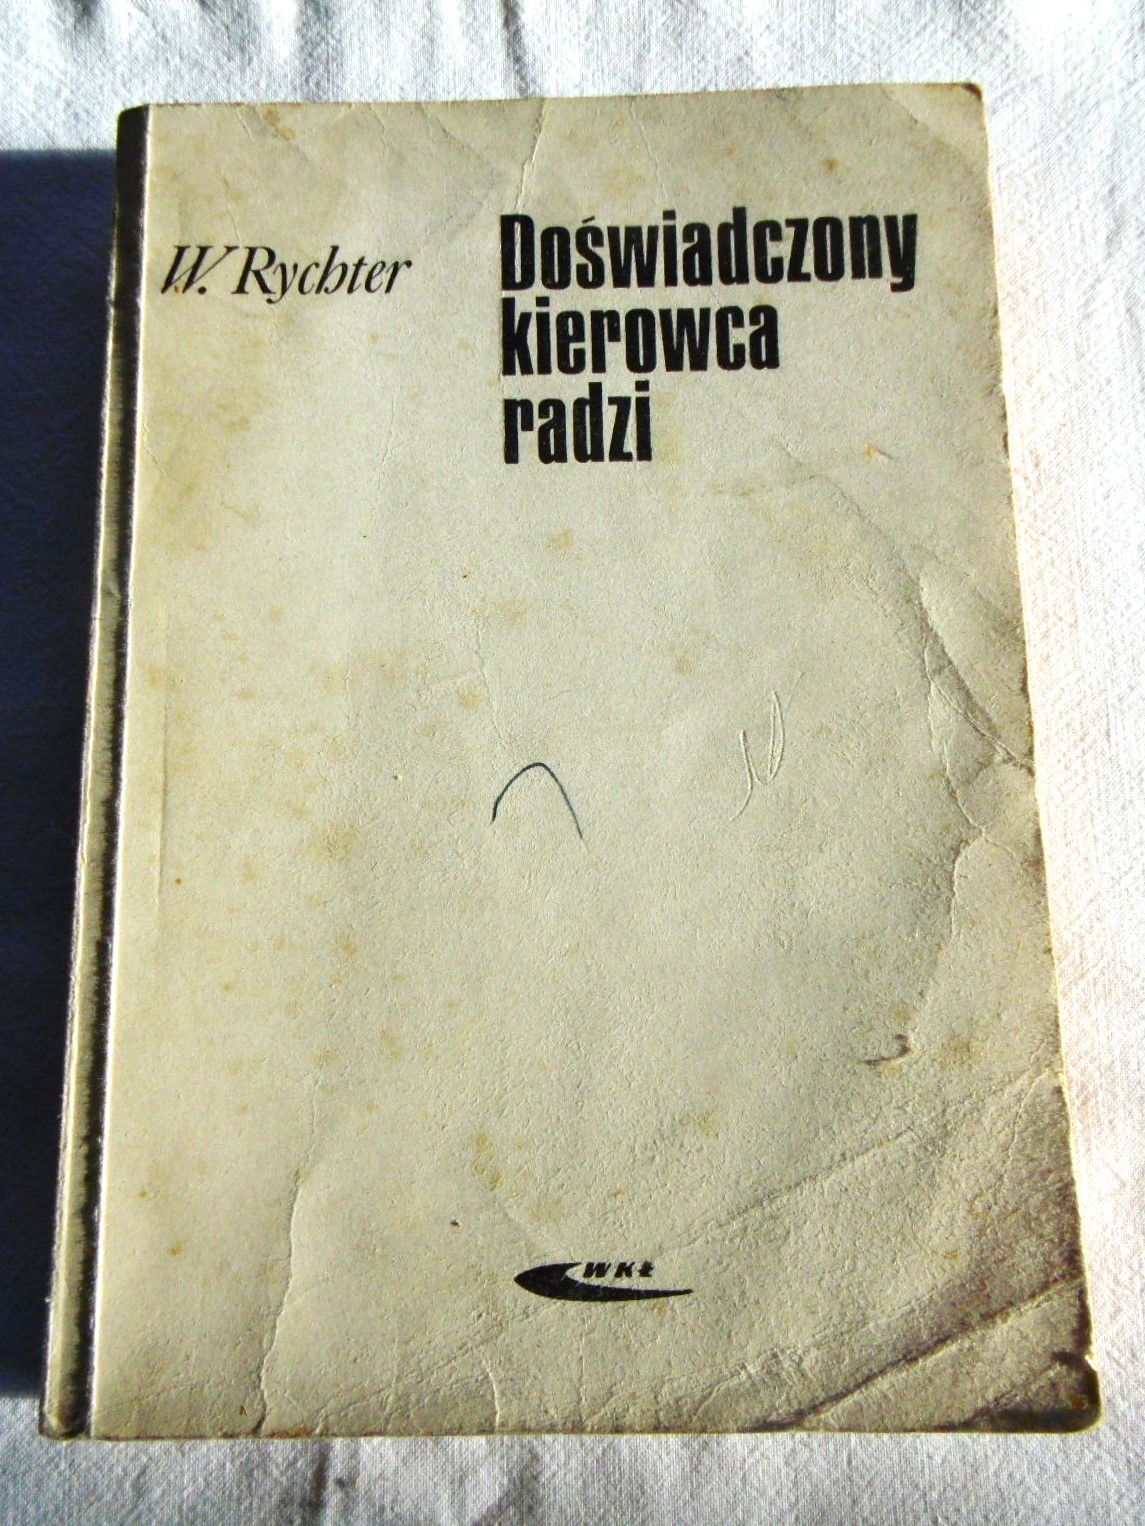 W. Rychter
Doświadczony
kierowca
radzi
WKŁ